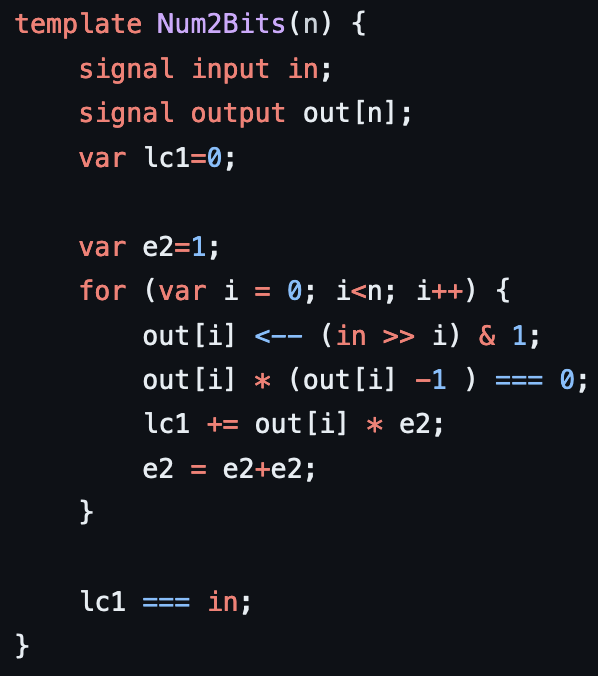 template Num2Bits(n) {
    signal input in;
    signal output out[n];
    var lc1=0;

    var e2=1;
    for (var i = 0; i<n; i++) {
        out[i] <-- (in >> i) & 1;
        out[i] * (out[i] -1 ) === 0;
        lc1 += out[i] * e2;
        e2 = e2+e2;
    }

    lc1 === in;
}